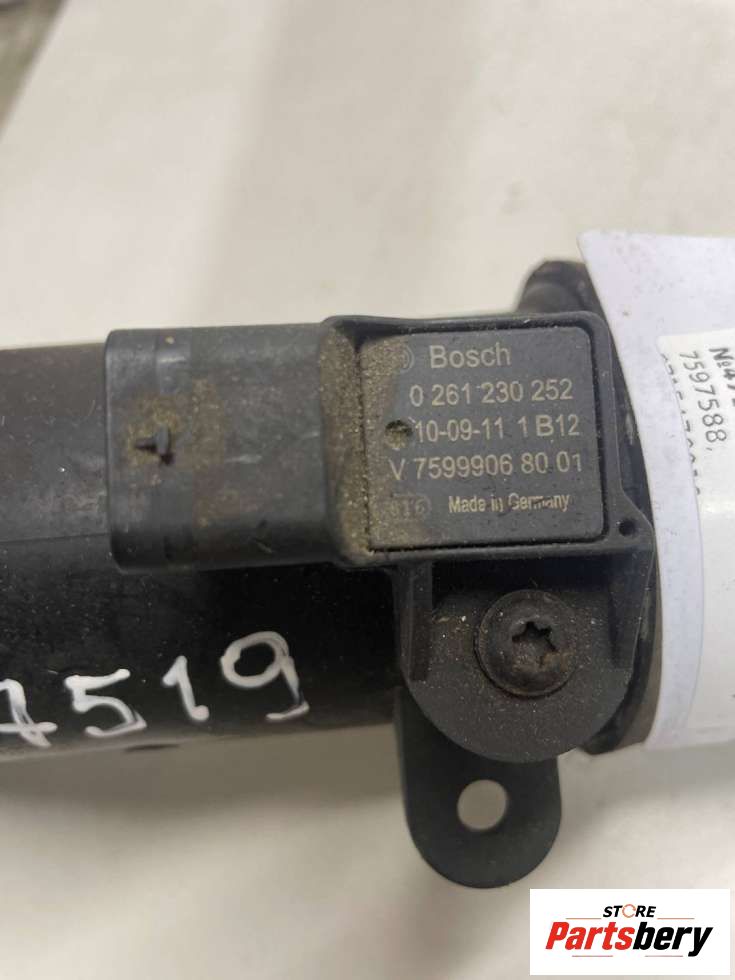 Bosch
0 261 230 252
10-09-11 1 B12
V 7599906 80 01
Made in Germany
7519
7597588,
STORE
Partsbery